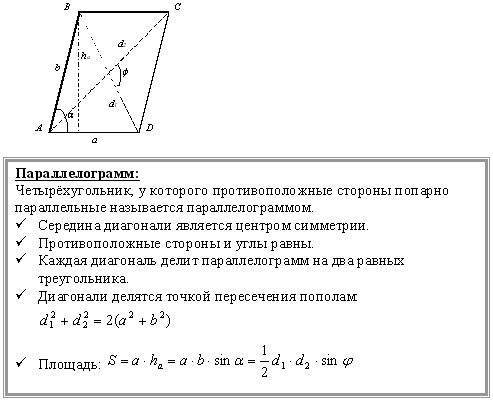 B C
d₂
hₐ
b φ
d₁
α
A D
a
Параллелограмм:
Четырёхугольник, у которого противоположные стороны попарно
параллельные называется параллелограммом.
✓ Середина диагонали является центром симметрии.
✓ Противоположные стороны и углы равны.
✓ Каждая диагональ делит параллелограмм на два равных
треугольника.
✓ Диагонали делятся точкой пересечения пополам:
d₁² + d₂² = 2(a² + b²)
✓ Площадь: S = a · hₐ = a · b · sin α = 1/2 d₁ · d₂ · sin φ